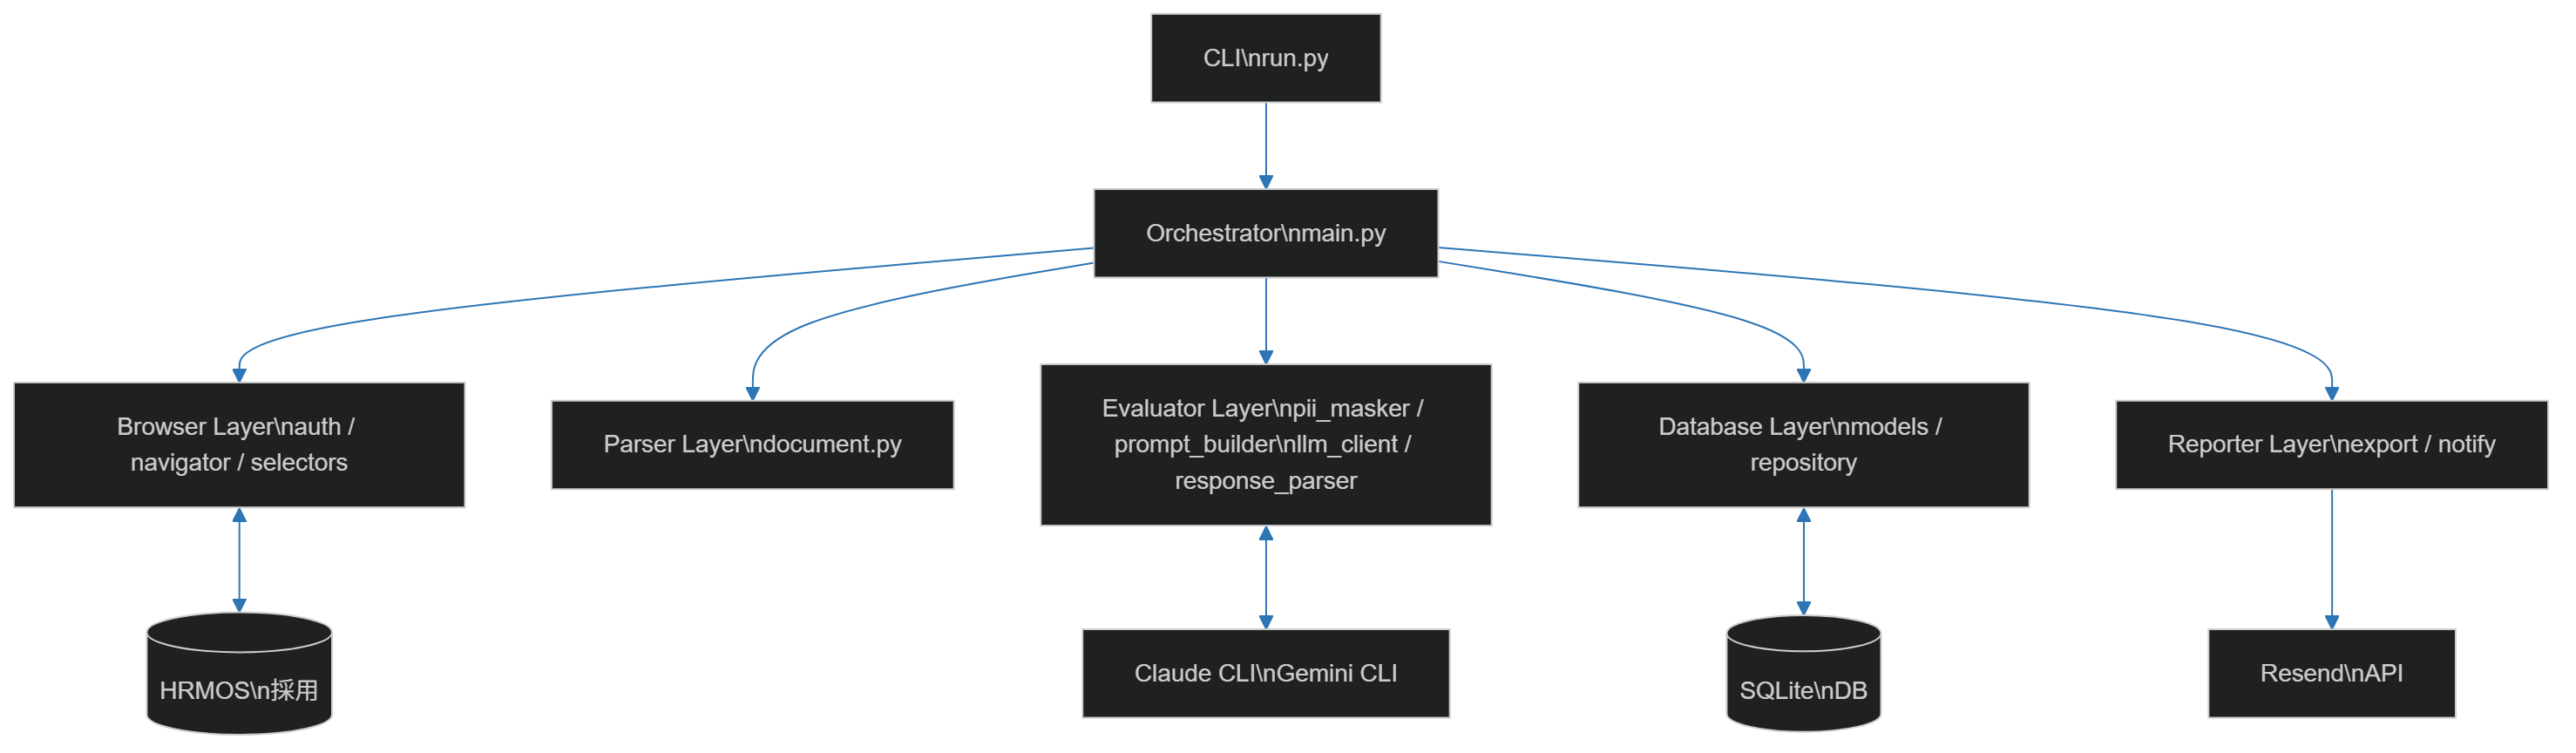 CLI\nrun.py
Orchestrator\nmain.py
Browser Layer\nauth /
navigator / selectors
Parser Layer\ndocument.py
Evaluator Layer\npii_masker /
prompt_builder\nllm_client /
response_parser
Database Layer\nmodels /
repository
Reporter Layer\nexport / notify
HRMOS\n採用
Claude CLI\nGemini CLI
SQLite\nDB
Resend\nAPI